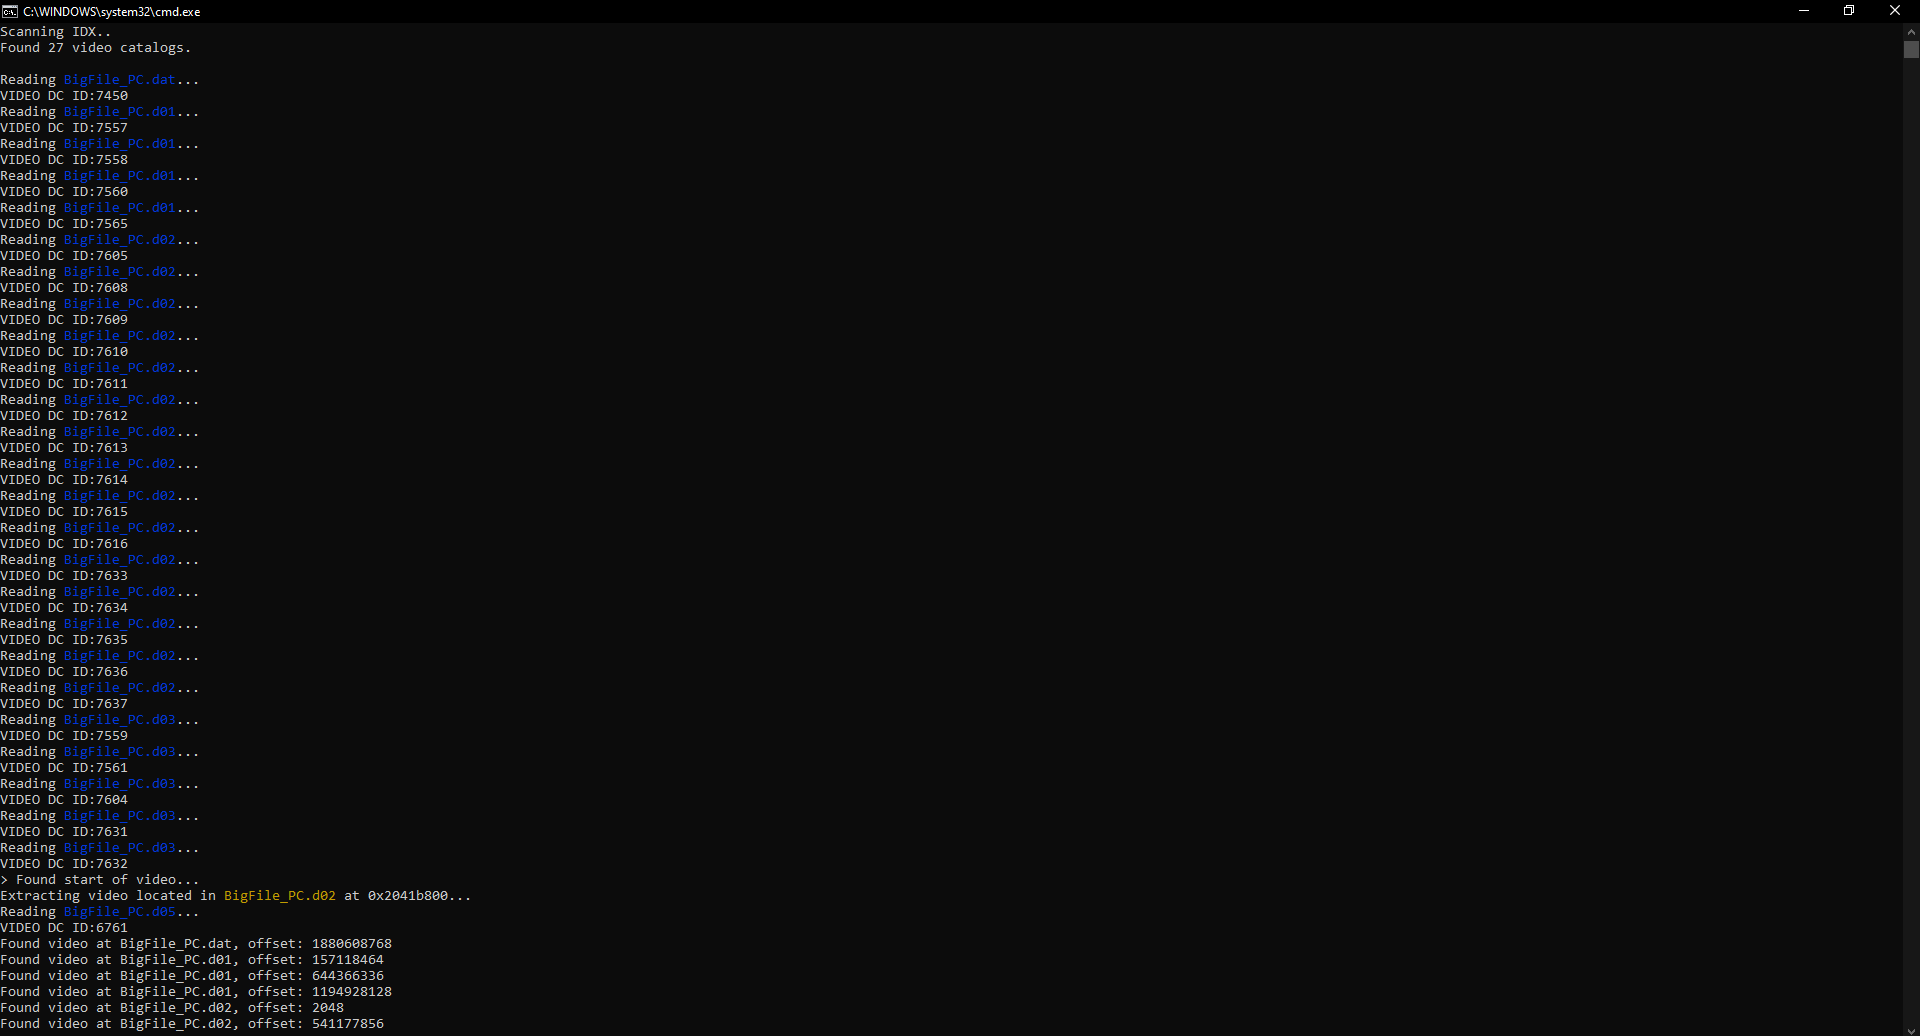 C:\WINDOWS\system32\cmd.exe
Scanning IDX..
Found 27 video catalogs.
Reading BigFile_PC.dat...
VIDEO DC ID:7450
Reading BigFile_PC.d01...
VIDEO DC ID:7557
Reading BigFile_PC.d01...
VIDEO DC ID:7558
Reading BigFile_PC.d01...
VIDEO DC ID:7560
Reading BigFile_PC.d01...
VIDEO DC ID:7565
Reading BigFile_PC.d02...
VIDEO DC ID:7605
Reading BigFile_PC.d02...
VIDEO DC ID:7608
Reading BigFile_PC.d02...
VIDEO DC ID:7609
Reading BigFile_PC.d02...
VIDEO DC ID:7610
Reading BigFile_PC.d02...
VIDEO DC ID:7611
Reading BigFile_PC.d02...
VIDEO DC ID:7612
Reading BigFile_PC.d02...
VIDEO DC ID:7613
Reading BigFile_PC.d02...
VIDEO DC ID:7614
Reading BigFile_PC.d02...
VIDEO DC ID:7615
Reading BigFile_PC.d02...
VIDEO DC ID:7616
Reading BigFile_PC.d02...
VIDEO DC ID:7633
Reading BigFile_PC.d02...
VIDEO DC ID:7634
Reading BigFile_PC.d02...
VIDEO DC ID:7635
Reading BigFile_PC.d02...
VIDEO DC ID:7636
Reading BigFile_PC.d02...
VIDEO DC ID:7637
Reading BigFile_PC.d03...
VIDEO DC ID:7559
Reading BigFile_PC.d03...
VIDEO DC ID:7561
Reading BigFile_PC.d03...
VIDEO DC ID:7604
Reading BigFile_PC.d03...
VIDEO DC ID:7631
Reading BigFile_PC.d03...
VIDEO DC ID:7632
> Found start of video...
Extracting video located in BigFile_PC.d02 at 0x2041b800...
Reading BigFile_PC.d05...
VIDEO DC ID:6761
Found video at BigFile_PC.dat, offset: 1880608768
Found video at BigFile_PC.d01, offset: 157118464
Found video at BigFile_PC.d01, offset: 644366336
Found video at BigFile_PC.d01, offset: 1194928128
Found video at BigFile_PC.d02, offset: 2048
Found video at BigFile_PC.d02, offset: 541177856